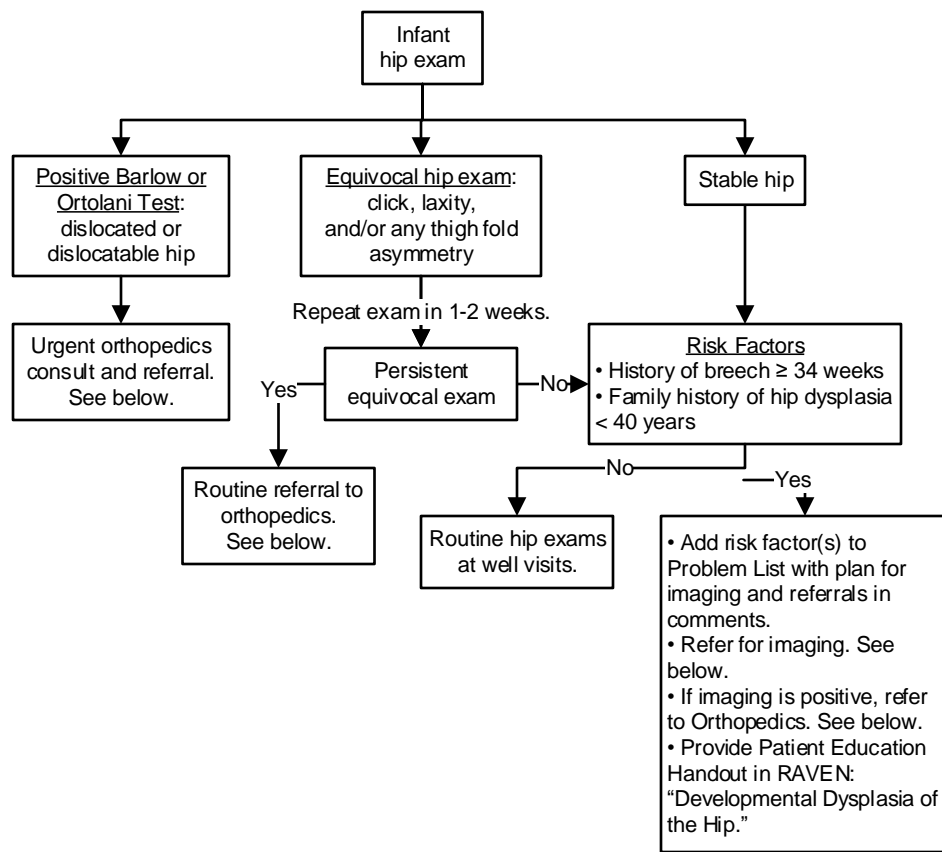 Infant
hip exam
Positive Barlow or
Ortolani Test:
dislocated or
dislocatable hip
Equivocal hip exam:
click, laxity,
and/or any thigh fold
asymmetry
Stable hip
Repeat exam in 1-2 weeks.
Urgent orthopedics
consult and referral.
See below.
Persistent
equivocal exam
Yes
No
Risk Factors
• History of breech ≥ 34 weeks
• Family history of hip dysplasia
< 40 years
No
Yes
Routine referral to
orthopedics.
See below.
Routine hip exams
at well visits.
• Add risk factor(s) to
Problem List with plan for
imaging and referrals in
comments.
• Refer for imaging. See
below.
• If imaging is positive, refer
to Orthopedics. See below.
• Provide Patient Education
Handout in RAVEN:
“Developmental Dysplasia of
the Hip.”